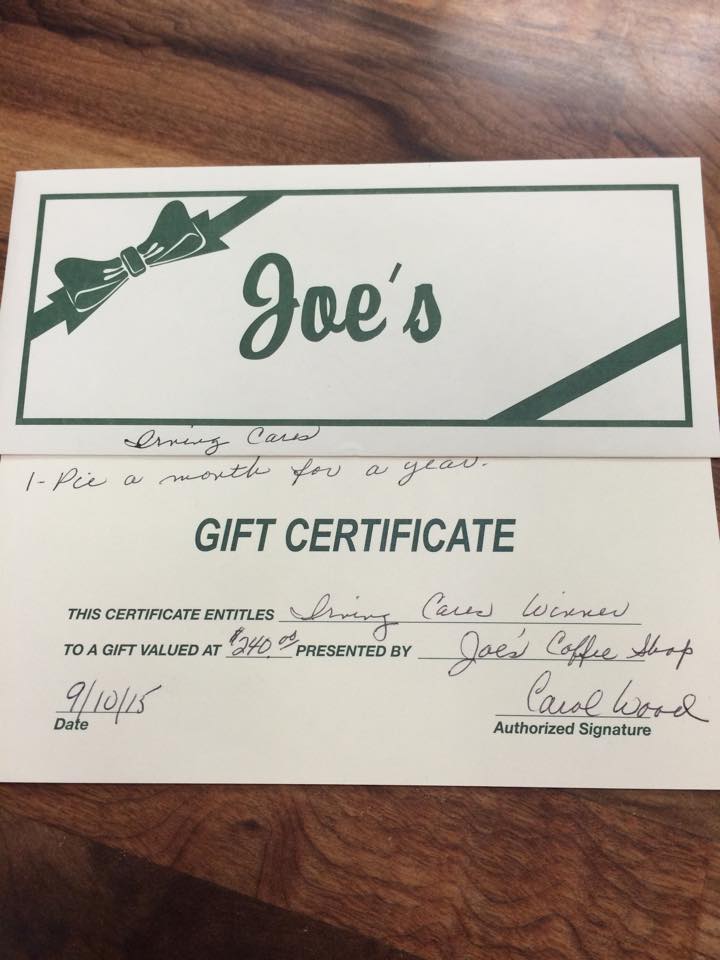 Joe's
Irving Cares
1-Pie a month for a year.
GIFT CERTIFICATE
THIS CERTIFICATE ENTITLES Irving Cares Winner
TO A GIFT VALUED AT $240.00 PRESENTED BY Joe's Coffee Shop
9/10/15 Carol Wood
Date Authorized Signature